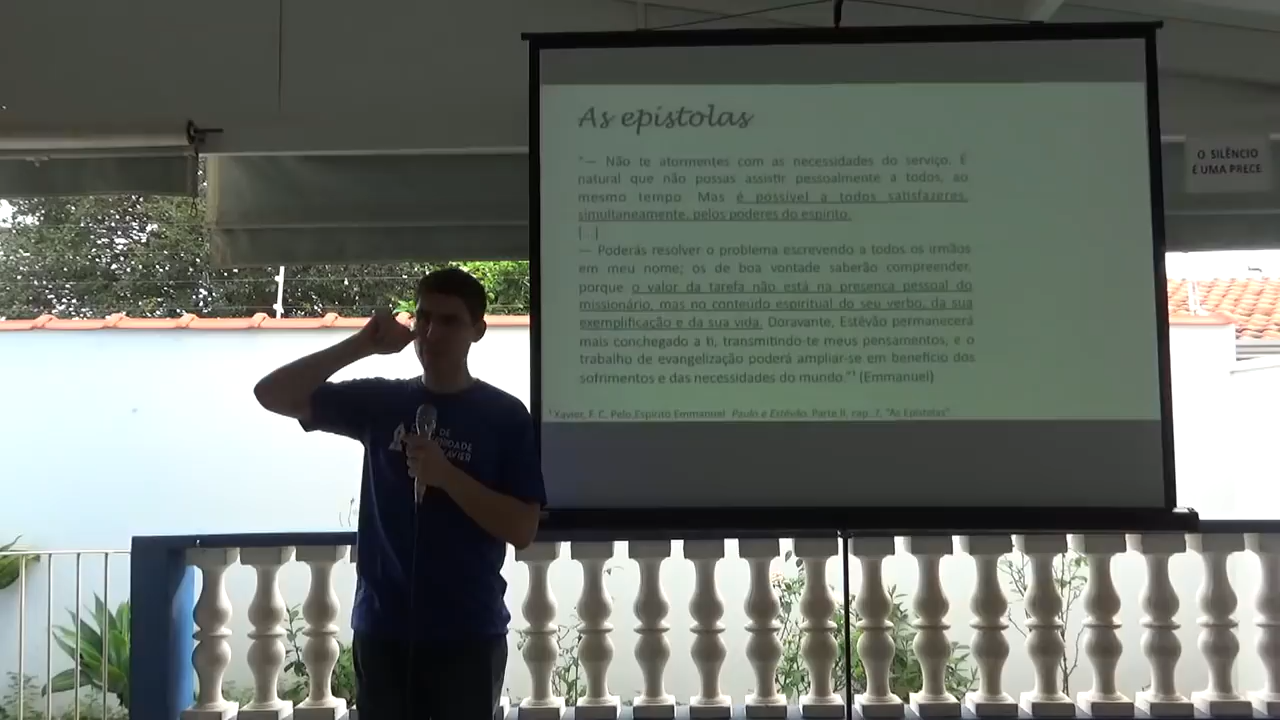 As epístolas
"— Não te atormentes com as necessidades do serviço. É
natural que não possas assistir pessoalmente a todos, ao
mesmo tempo. Mas é possível a todos satisfazeres,
simultaneamente, pelos poderes do espírito.
[...]
— Poderás resolver o problema escrevendo a todos os irmãos
em meu nome; os de boa vontade saberão compreender,
porque o valor da tarefa não está na presença pessoal do
missionário, mas no conteúdo espiritual do seu verbo, da sua
exemplificação e da sua vida. Doravante, Estêvão permanecerá
mais conchegado a ti, transmitindo-te meus pensamentos, e o
trabalho de evangelização poderá ampliar-se em benefício dos
sofrimentos e das necessidades do mundo."¹ (Emmanuel)
¹ Xavier, F. C. Pelo Espírito Emmanuel. Paulo e Estêvão. Parte II, cap. 7, "As Epístolas"
O SILÊNCIO
É UMA PRECE
DE
XAVIER